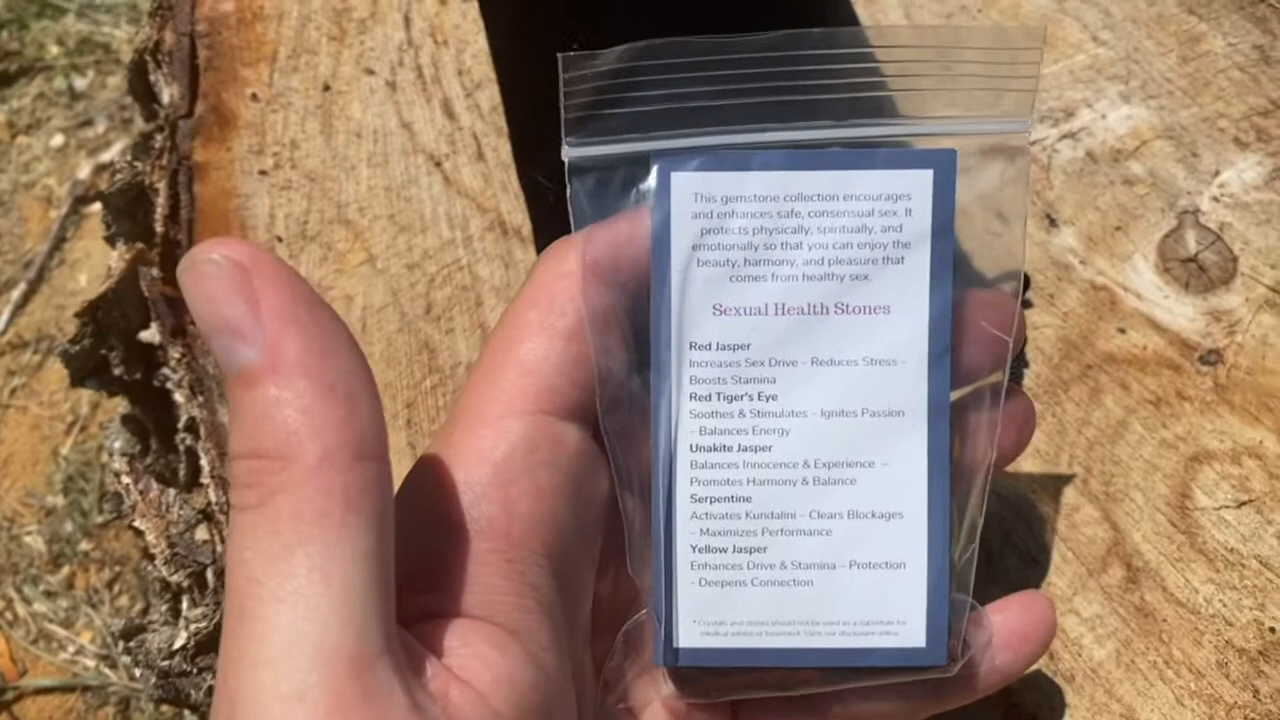 This gemstone collection encourages
and enhances safe, consensual sex. It
protects physically, spiritually, and
emotionally so that you can enjoy the
beauty, harmony, and pleasure that
comes from healthy sex.
Sexual Health Stones
Red Jasper
Increases Sex Drive – Reduces Stress –
Boosts Stamina
Red Tiger's Eye
Soothes & Stimulates – Ignites Passion
– Balances Energy
Unakite Jasper
Balances Innocence & Experience –
Promotes Harmony & Balance
Serpentine
Activates Kundalini – Clears Blockages
– Maximizes Performance
Yellow Jasper
Enhances Drive & Stamina – Protection
- Deepens Connection
* Crystals and stones should not be used as a substitute for
medical advice or treatment. View our disclosure online